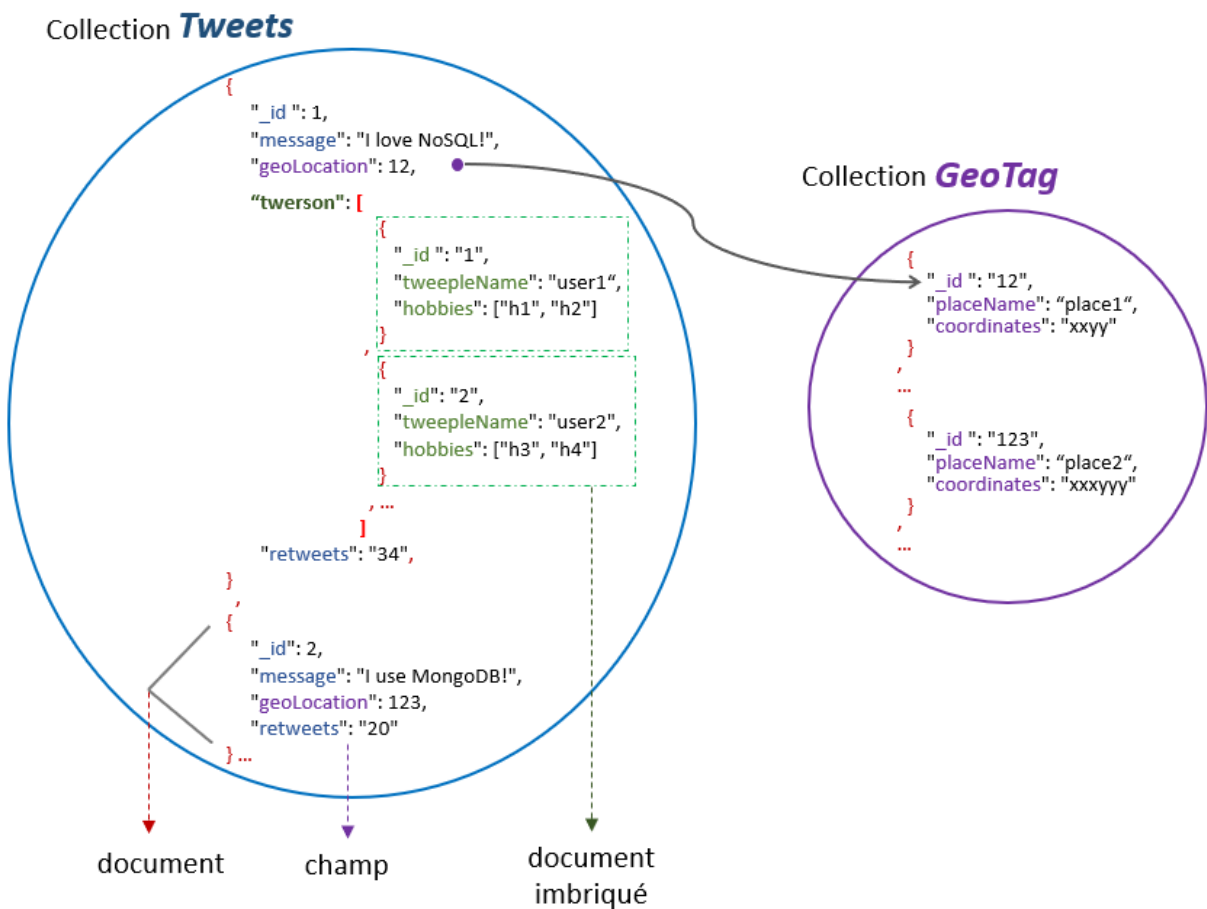 Collection Tweets
{
"_id ": 1,
"message": "I love NoSQL!",
"geoLocation": 12,
“twerson": [
{
"_id ": "1",
"tweepleName": "user1“,
"hobbies": ["h1", "h2"]
}
,
{
"_id": "2",
"tweepleName": "user2",
"hobbies": ["h3", "h4"]
}
, ...
]
"retweets": "34",
}
,
{
"_id": 2,
"message": "I use MongoDB!",
"geoLocation": 123,
"retweets": "20"
} ...
Collection GeoTag
{
"_id ": "12",
"placeName": “place1“,
"coordinates": "xxyy"
}
,
...
{
"_id ": "123",
"placeName": “place2“,
"coordinates": "xxxyyy"
}
,
...
document
champ
document
imbriqué